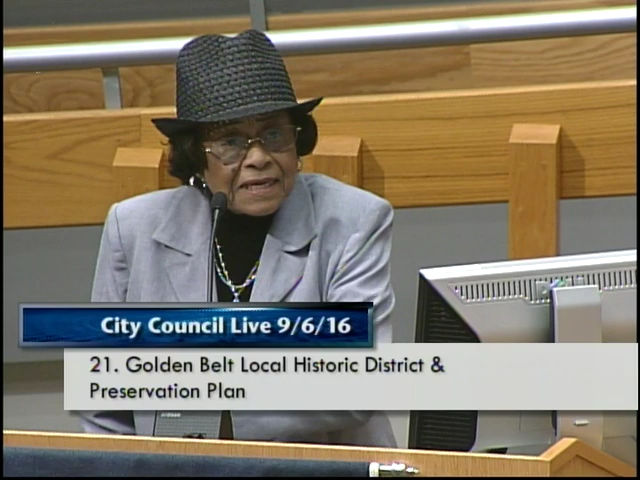 City Council Live 9/6/16
21. Golden Belt Local Historic District &
Preservation Plan